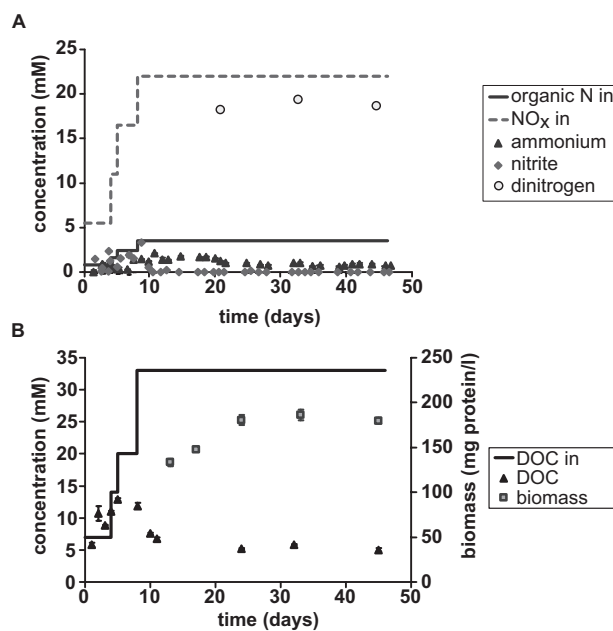 A
concentration (mM)
25
20
15
10
5
0
0 10 20 30 40 50
time (days)
organic N in
NOX in
ammonium
nitrite
dinitrogen
B
concentration (mM)
35
30
25
20
15
10
5
0
0 10 20 30 40 50
time (days)
250
200
150
100
50
0
biomass (mg protein/l)
DOC in
DOC
biomass